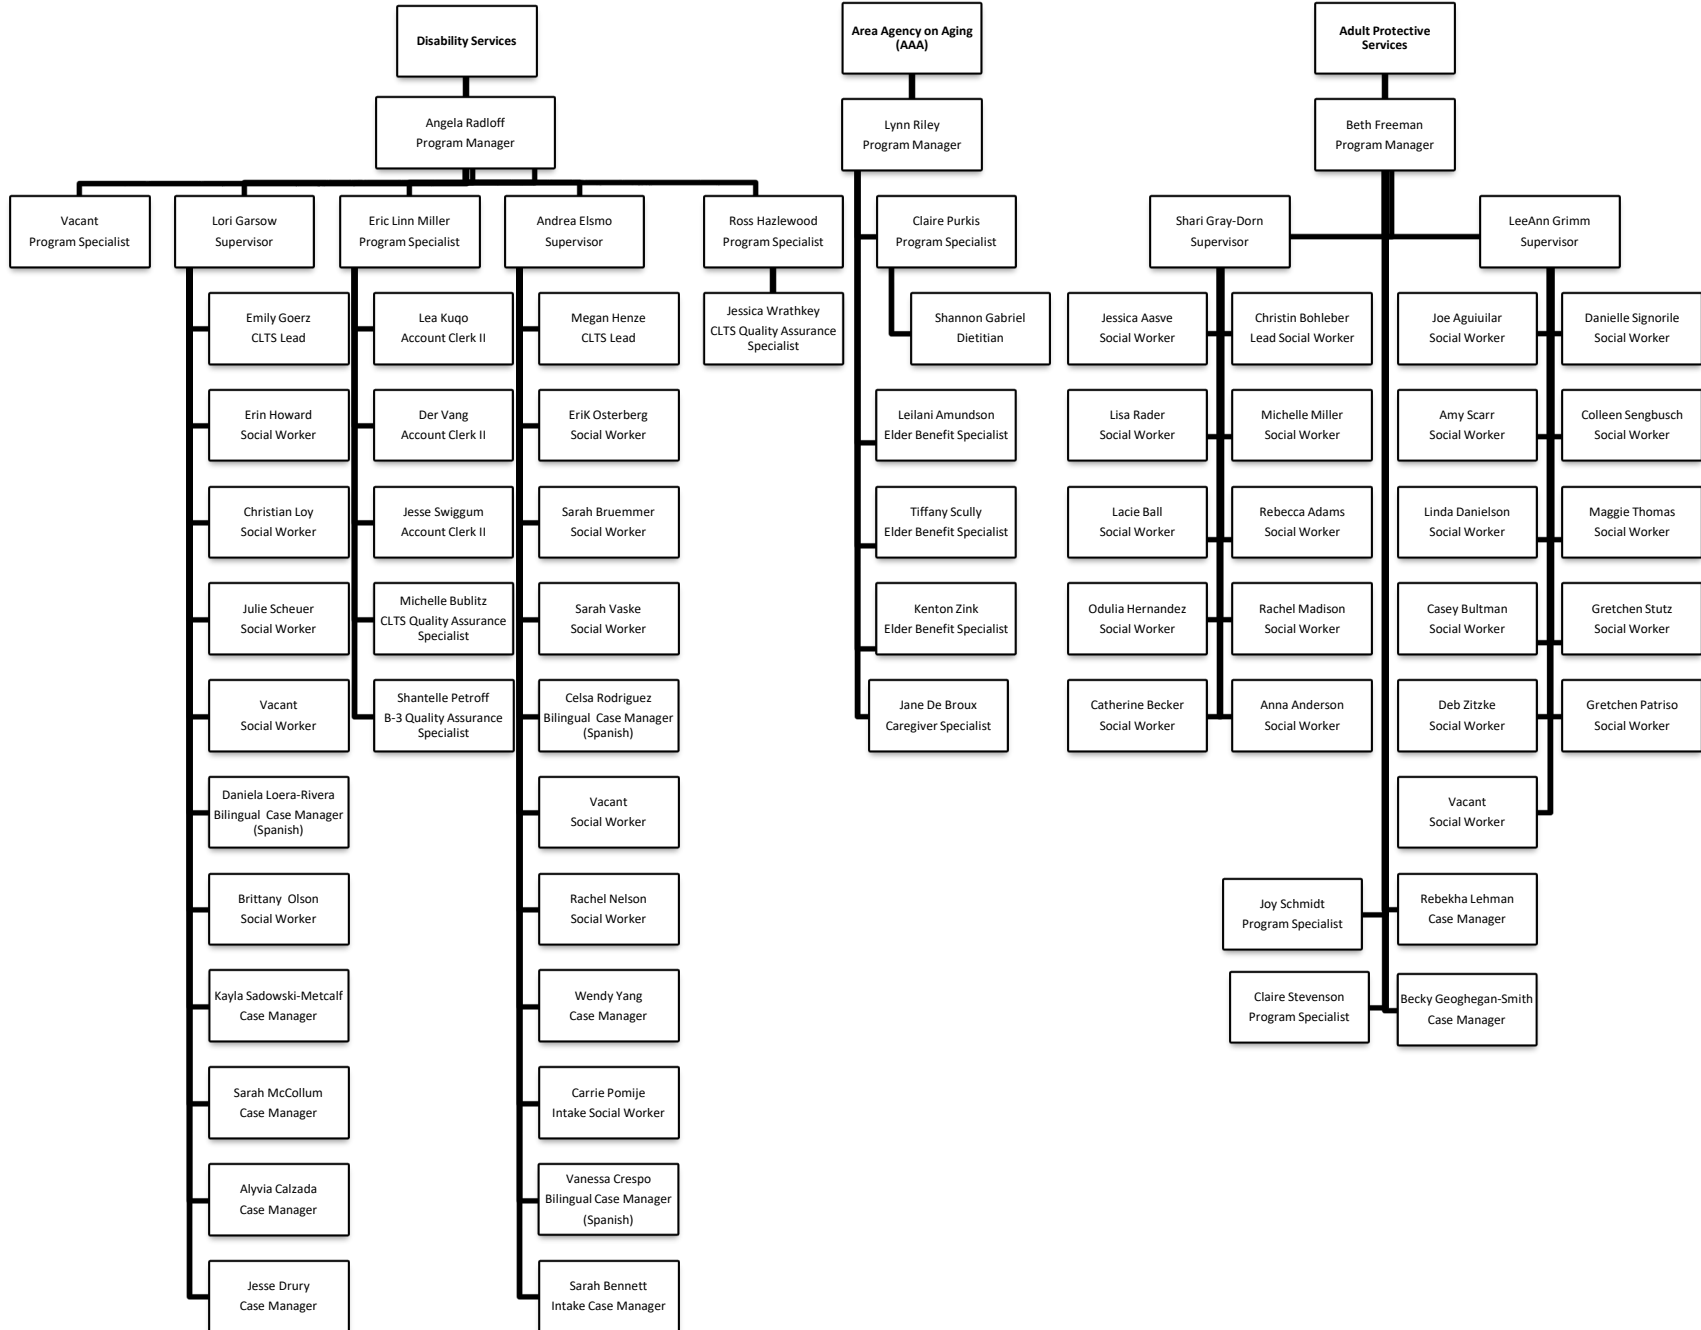 Disability Services
Angela Radloff
Program Manager
Vacant
Program Specialist
Lori Garsow
Supervisor
Emily Goerz
CLTS Lead
Erin Howard
Social Worker
Christian Loy
Social Worker
Julie Scheuer
Social Worker
Vacant
Social Worker
Daniela Loera-Rivera
Bilingual  Case Manager
(Spanish)
Brittany  Olson
Social Worker
Kayla Sadowski-Metcalf
Case Manager
Sarah McCollum
Case Manager
Alyvia Calzada
Case Manager
Jesse Drury
Case Manager
Eric Linn Miller
Program Specialist
Lea Kuqo
Account Clerk II
Der Vang
Account Clerk II
Jesse Swiggum
Account Clerk II
Michelle Bublitz
CLTS Quality Assurance
Specialist
Shantelle Petroff
B-3 Quality Assurance
Specialist
Andrea Elsmo
Supervisor
Megan Henze
CLTS Lead
EriK Osterberg
Social Worker
Sarah Bruemmer
Social Worker
Sarah Vaske
Social Worker
Celsa Rodriguez
Bilingual  Case Manager
(Spanish)
Vacant
Social Worker
Rachel Nelson
Social Worker
Wendy Yang
Case Manager
Carrie Pomije
Intake Social Worker
Vanessa Crespo
Bilingual Case Manager
(Spanish)
Sarah Bennett
Intake Case Manager
Ross Hazlewood
Program Specialist
Jessica Wrathkey
CLTS Quality Assurance
Specialist
Area Agency on Aging
(AAA)
Lynn Riley
Program Manager
Claire Purkis
Program Specialist
Shannon Gabriel
Dietitian
Leilani Amundson
Elder Benefit Specialist
Tiffany Scully
Elder Benefit Specialist
Kenton Zink
Elder Benefit Specialist
Jane De Broux
Caregiver Specialist
Adult Protective
Services
Beth Freeman
Program Manager
Shari Gray-Dorn
Supervisor
Jessica Aasve
Social Worker
Christin Bohleber
Lead Social Worker
Lisa Rader
Social Worker
Michelle Miller
Social Worker
Lacie Ball
Social Worker
Rebecca Adams
Social Worker
Odulia Hernandez
Social Worker
Rachel Madison
Social Worker
Catherine Becker
Social Worker
Anna Anderson
Social Worker
LeeAnn Grimm
Supervisor
Joe Aguiuilar
Social Worker
Danielle Signorile
Social Worker
Amy Scarr
Social Worker
Colleen Sengbusch
Social Worker
Linda Danielson
Social Worker
Maggie Thomas
Social Worker
Casey Bultman
Social Worker
Gretchen Stutz
Social Worker
Deb Zitzke
Social Worker
Gretchen Patriso
Social Worker
Vacant
Social Worker
Joy Schmidt
Program Specialist
Rebekha Lehman
Case Manager
Claire Stevenson
Program Specialist
Becky Geoghegan-Smith
Case Manager